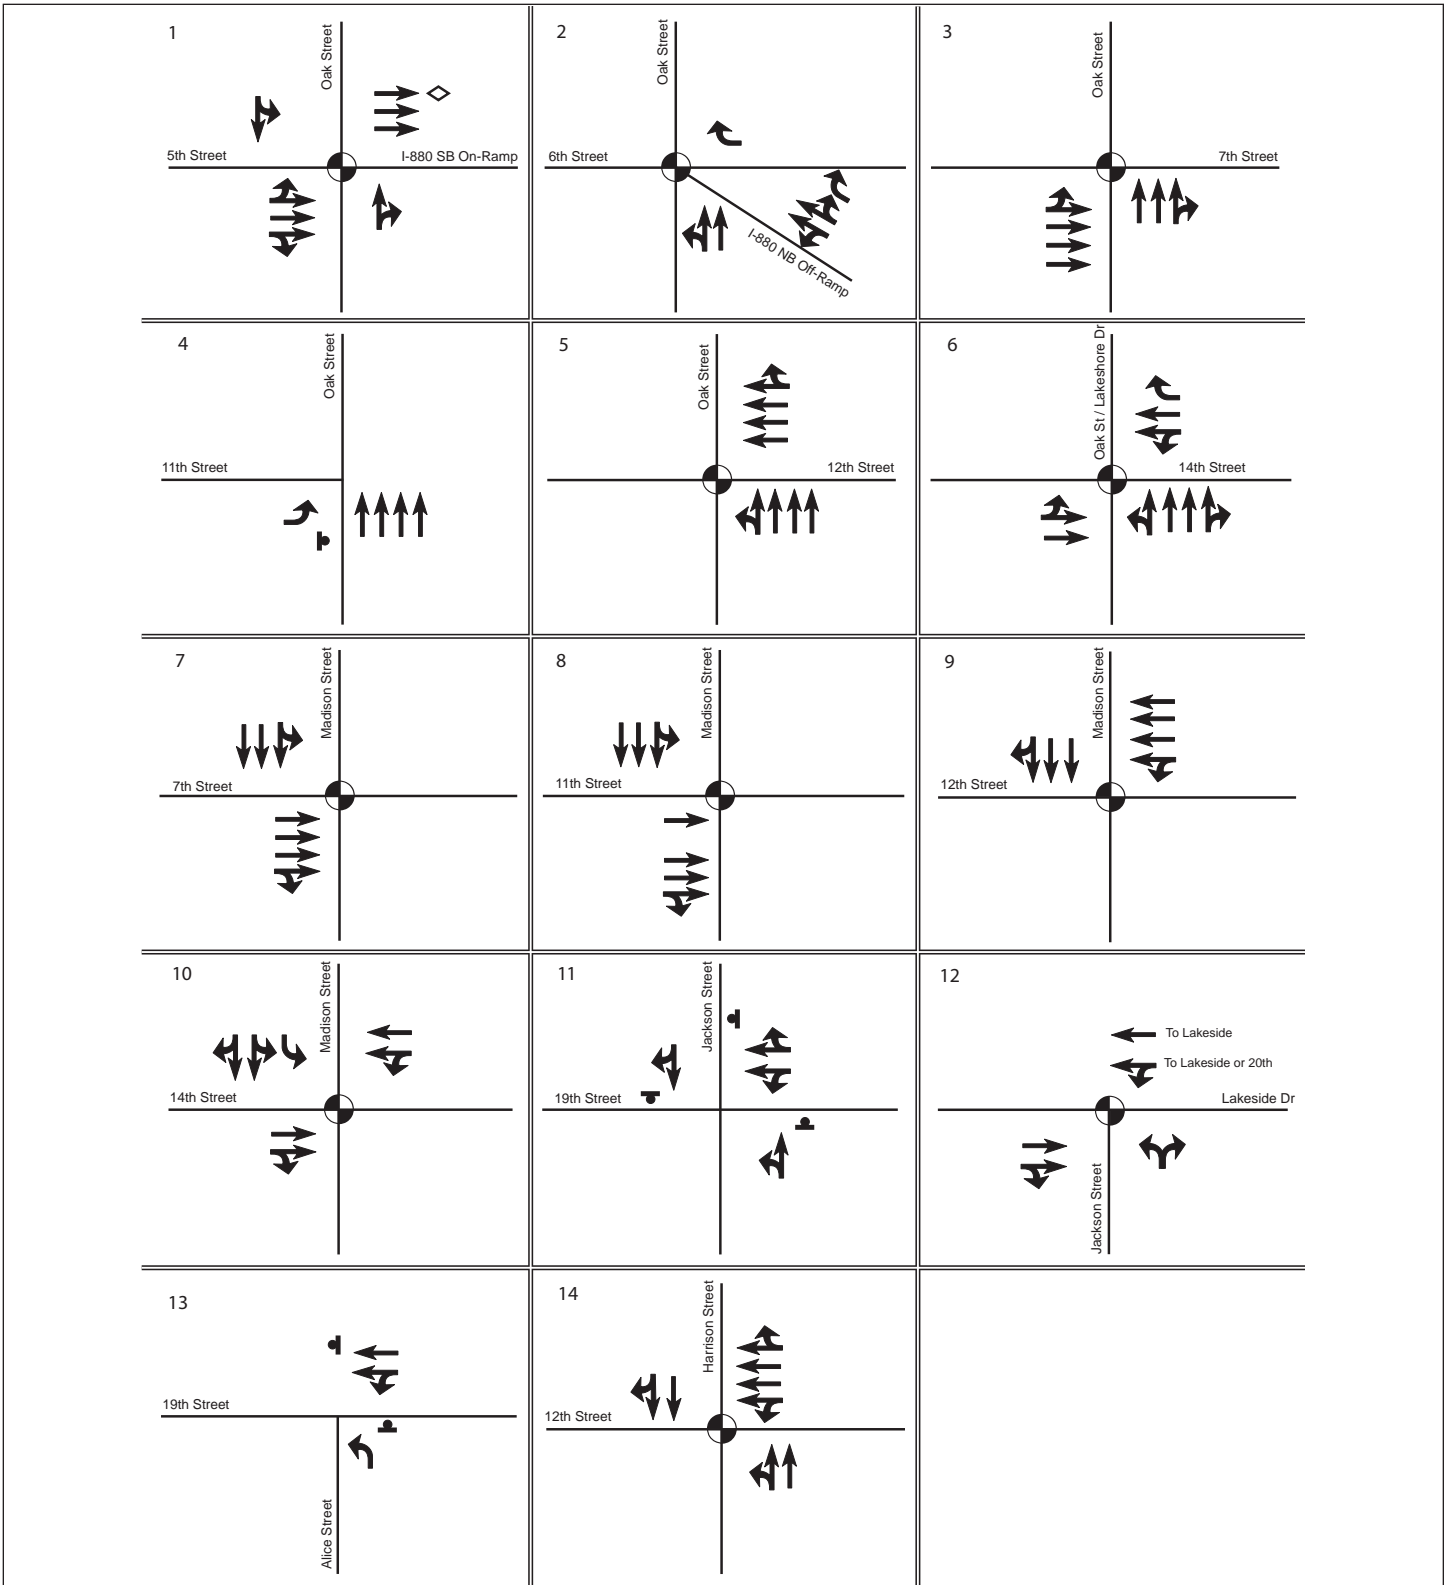 1
Oak Street
5th Street
I-880 SB On-Ramp
2
Oak Street
6th Street
I-880 NB Off-Ramp
3
Oak Street
7th Street
4
Oak Street
11th Street
5
Oak Street
12th Street
6
Oak St / Lakeshore Dr
14th Street
7
Madison Street
7th Street
8
Madison Street
11th Street
9
Madison Street
12th Street
10
Madison Street
14th Street
11
Jackson Street
19th Street
12
To Lakeside
To Lakeside or 20th
Lakeside Dr
Jackson Street
13
19th Street
Alice Street
14
Harrison Street
12th Street